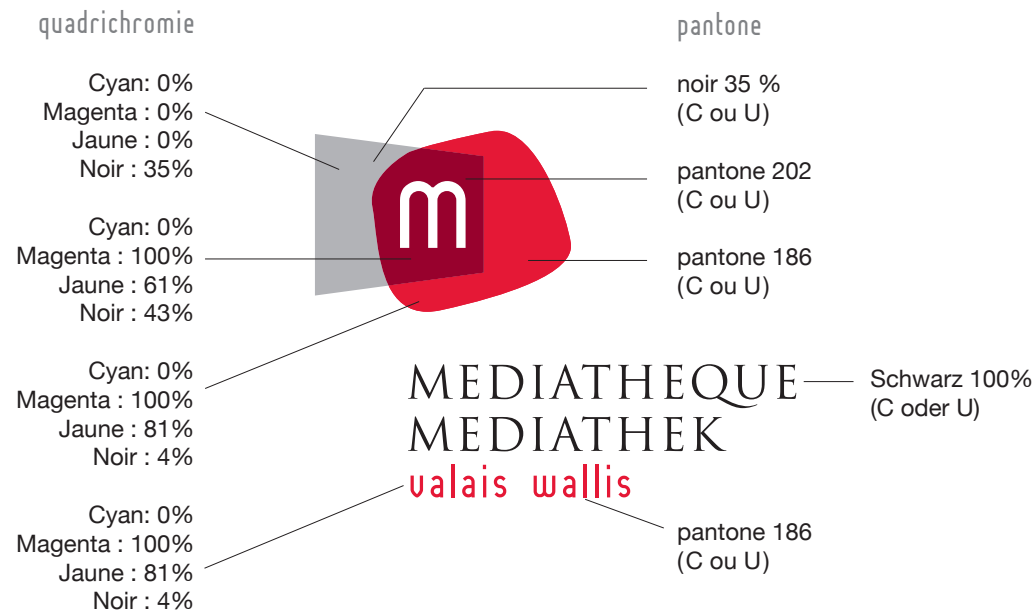 quadrichromie
Cyan: 0%
Magenta : 0%
Jaune : 0%
Noir : 35%
Cyan: 0%
Magenta : 100%
Jaune : 61%
Noir : 43%
Cyan: 0%
Magenta : 100%
Jaune : 81%
Noir : 4%
Cyan: 0%
Magenta : 100%
Jaune : 81%
Noir : 4%
m
MEDIATHEQUE
MEDIATHEK
valais wallis
pantone
noir 35 %
(C ou U)
pantone 202
(C ou U)
pantone 186
(C ou U)
Schwarz 100%
(C oder U)
pantone 186
(C ou U)